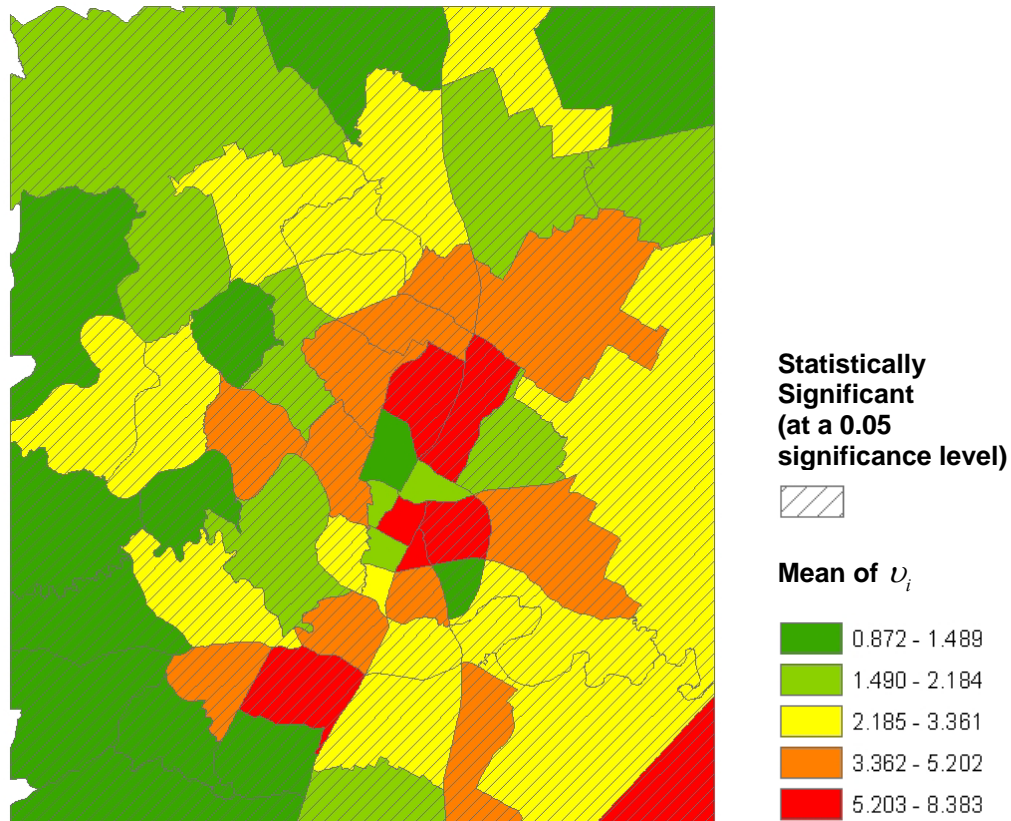 Statistically
Significant
(at a 0.05
significance level)
Mean of υi
0.872 - 1.489
1.490 - 2.184
2.185 - 3.361
3.362 - 5.202
5.203 - 8.383